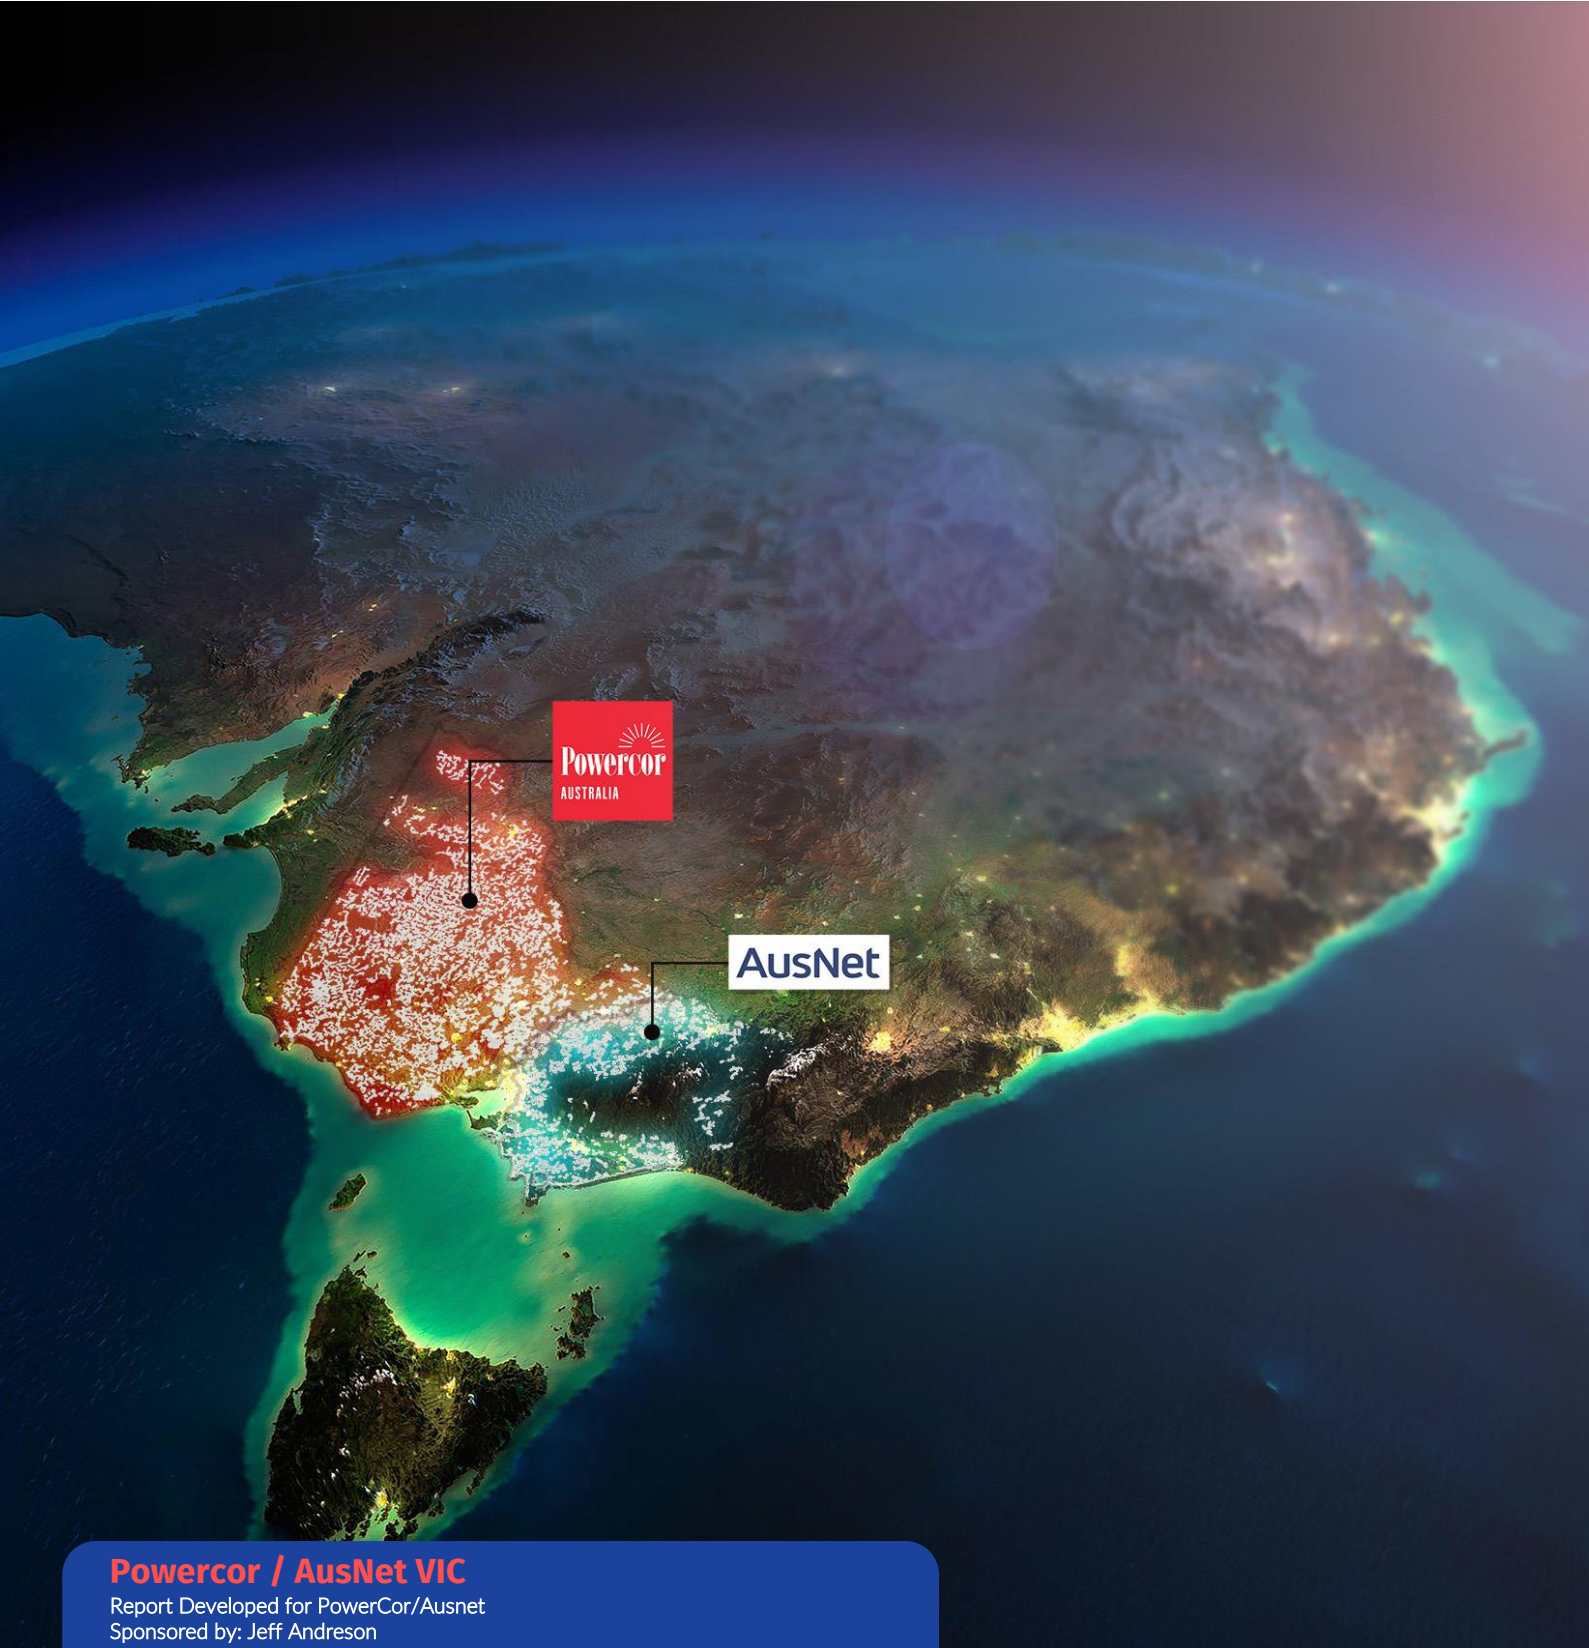 Powercor
AUSTRALIA
AusNet
Powercor / AusNet VIC
Report Developed for PowerCor/Ausnet
Sponsored by: Jeff Andreson